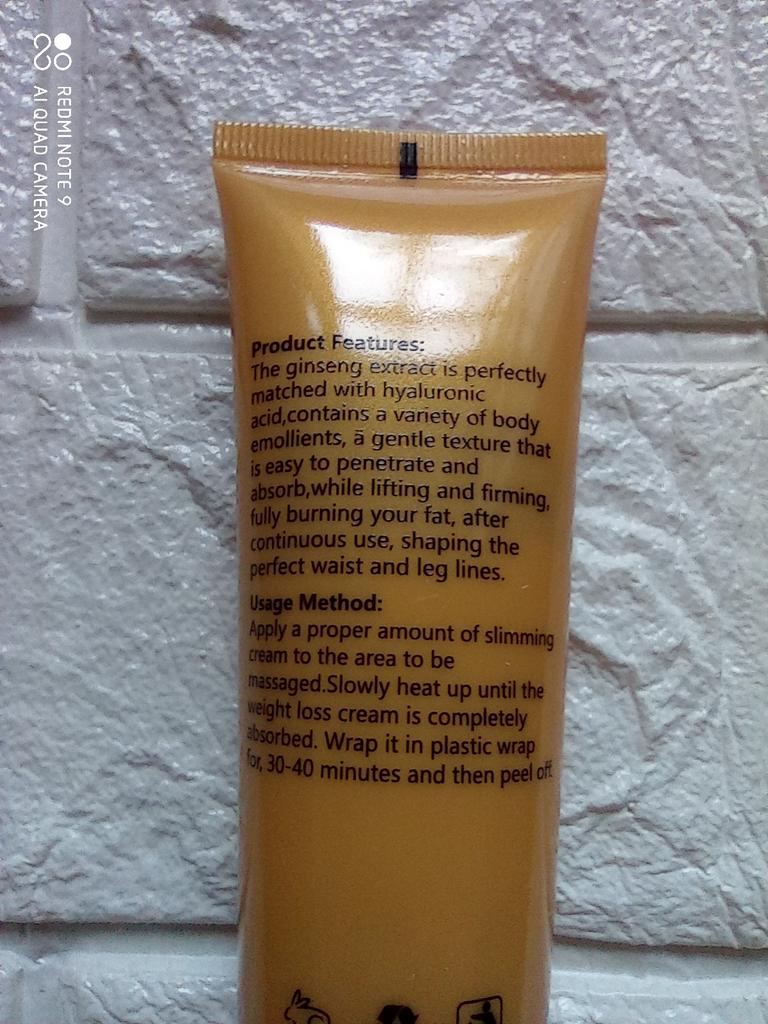 REDMI NOTE 9
AI QUAD CAMERA
Product Features:
The ginseng extract is perfectly
matched with hyaluronic
acid,contains a variety of body
emollients, a gentle texture that
is easy to penetrate and
absorb,while lifting and firming,
fully burning your fat, after
continuous use, shaping the
perfect waist and leg lines.
Usage Method:
Apply a proper amount of slimming
cream to the area to be
massaged.Slowly heat up until the
weight loss cream is completely
absorbed. Wrap it in plastic wrap
for, 30-40 minutes and then peel off.